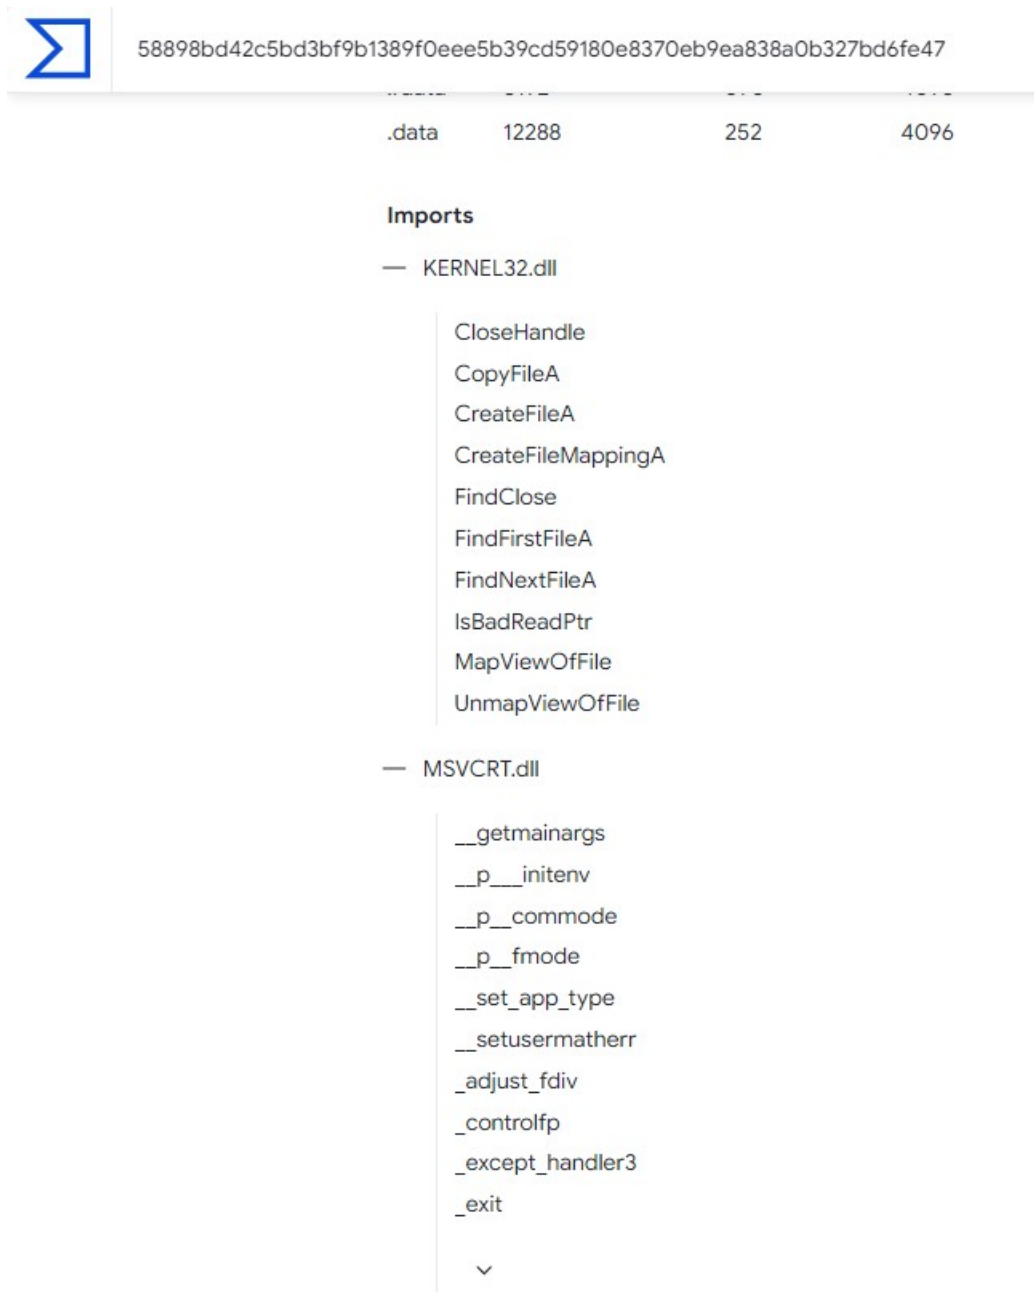 58898bd42c5bd3bf9b1389f0eee5b39cd59180e8370eb9ea838a0b327bd6fe47
.data 12288 252 4096
Imports
— KERNEL32.dll
CloseHandle
CopyFileA
CreateFileA
CreateFileMappingA
FindClose
FindFirstFileA
FindNextFileA
IsBadReadPtr
MapViewOfFile
UnmapViewOfFile
— MSVCRT.dll
__getmainargs
__p___initenv
__p__commode
__p__fmode
__set_app_type
__setusermatherr
_adjust_fdiv
_controlfp
_except_handler3
_exit